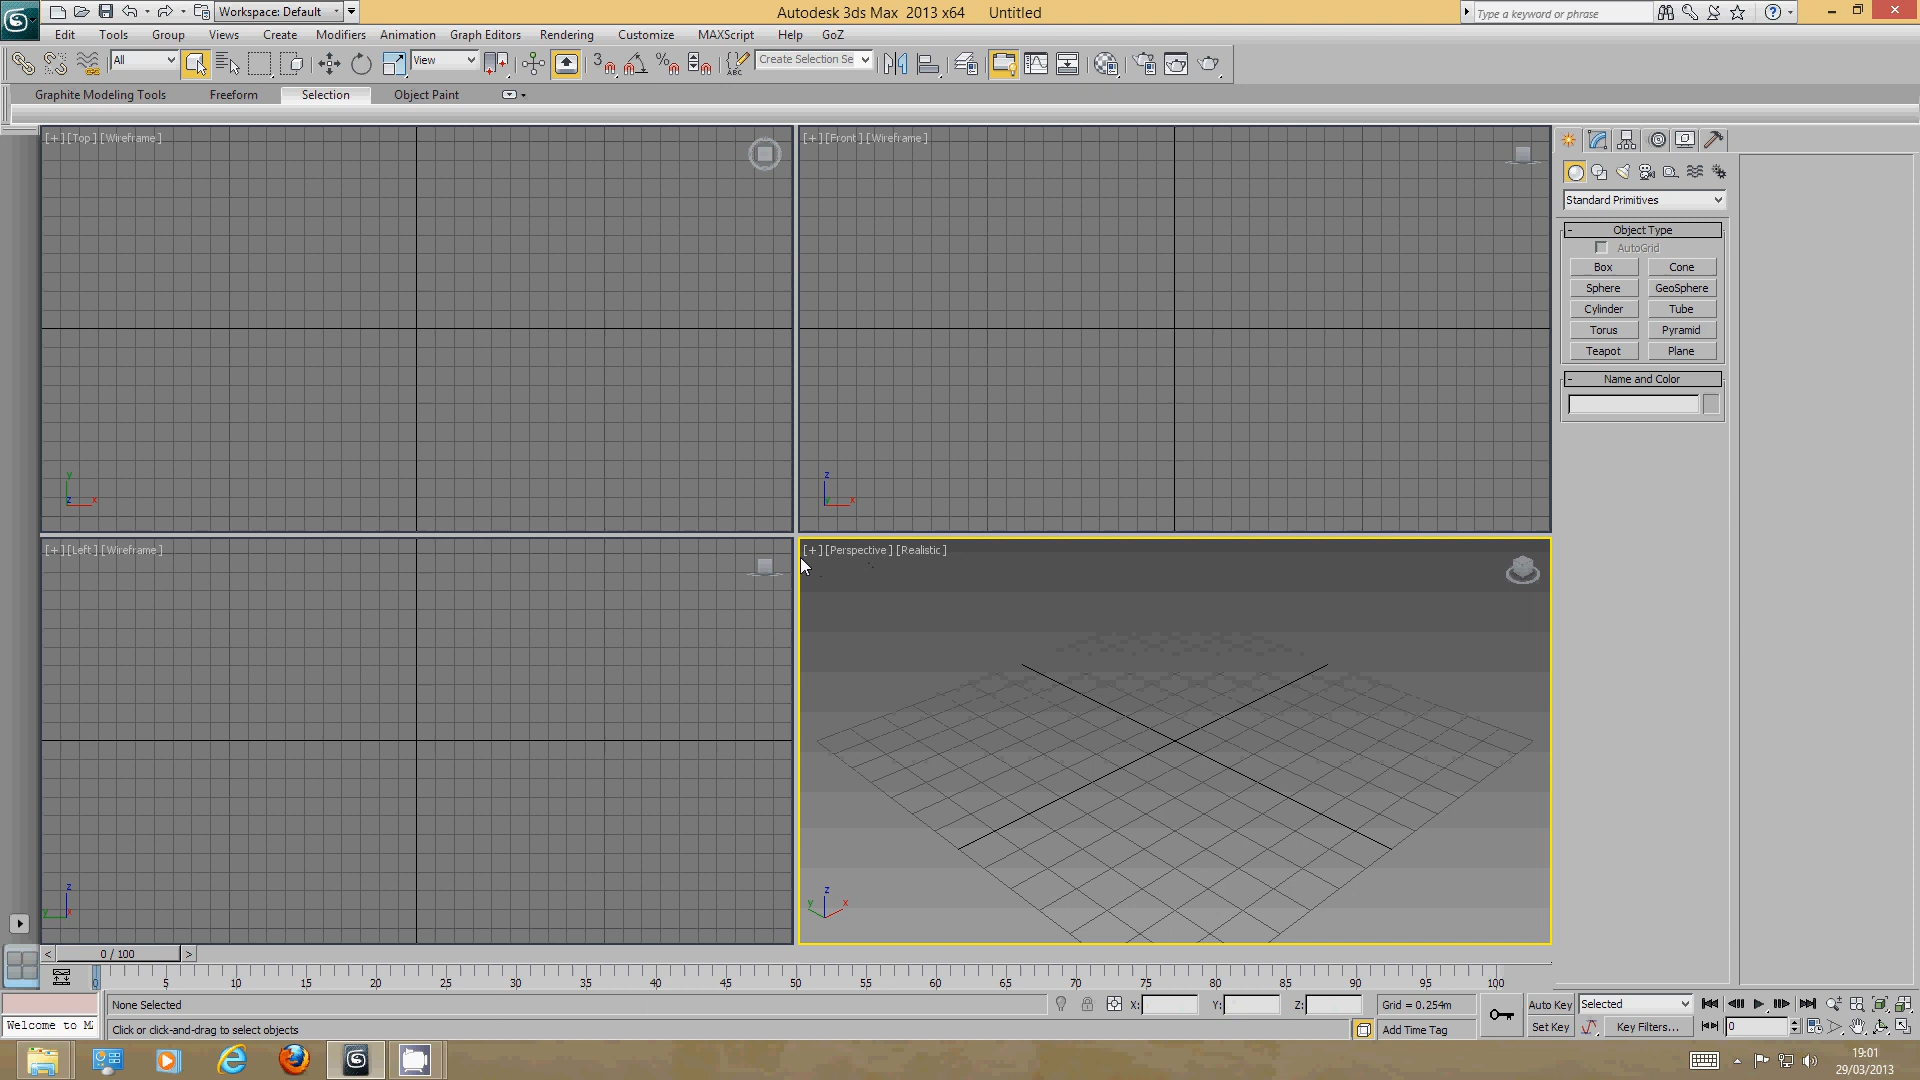 Workspace: Default
Autodesk 3ds Max 2013 x64 Untitled
Type a keyword or phrase
Edit Tools Group Views Create Modifiers Animation Graph Editors Rendering Customize MAXScript Help GoZ
All
View
3
%
ABC
Create Selection Se
Graphite Modeling Tools Freeform Selection Object Paint
[+][Top][Wireframe]
[+][Front][Wireframe]
Standard Primitives
- Object Type
AutoGrid
Box Cone
Sphere GeoSphere
Cylinder Tube
Torus Pyramid
Teapot Plane
- Name and Color
y
z x
z
y x
[+][Left][Wireframe]
[+][Perspective][Realistic]
z
y x
z
y x
< 0 / 100 >
0 5 10 15 20 25 30 35 40 45 50 55 60 65 70 75 80 85 90 95 100
None Selected X: Y: Z: Grid = 0.254m Auto Key Selected
Welcome to M
Click or click-and-drag to select objects Add Time Tag Set Key Key Filters... 0
19:01
29/03/2013